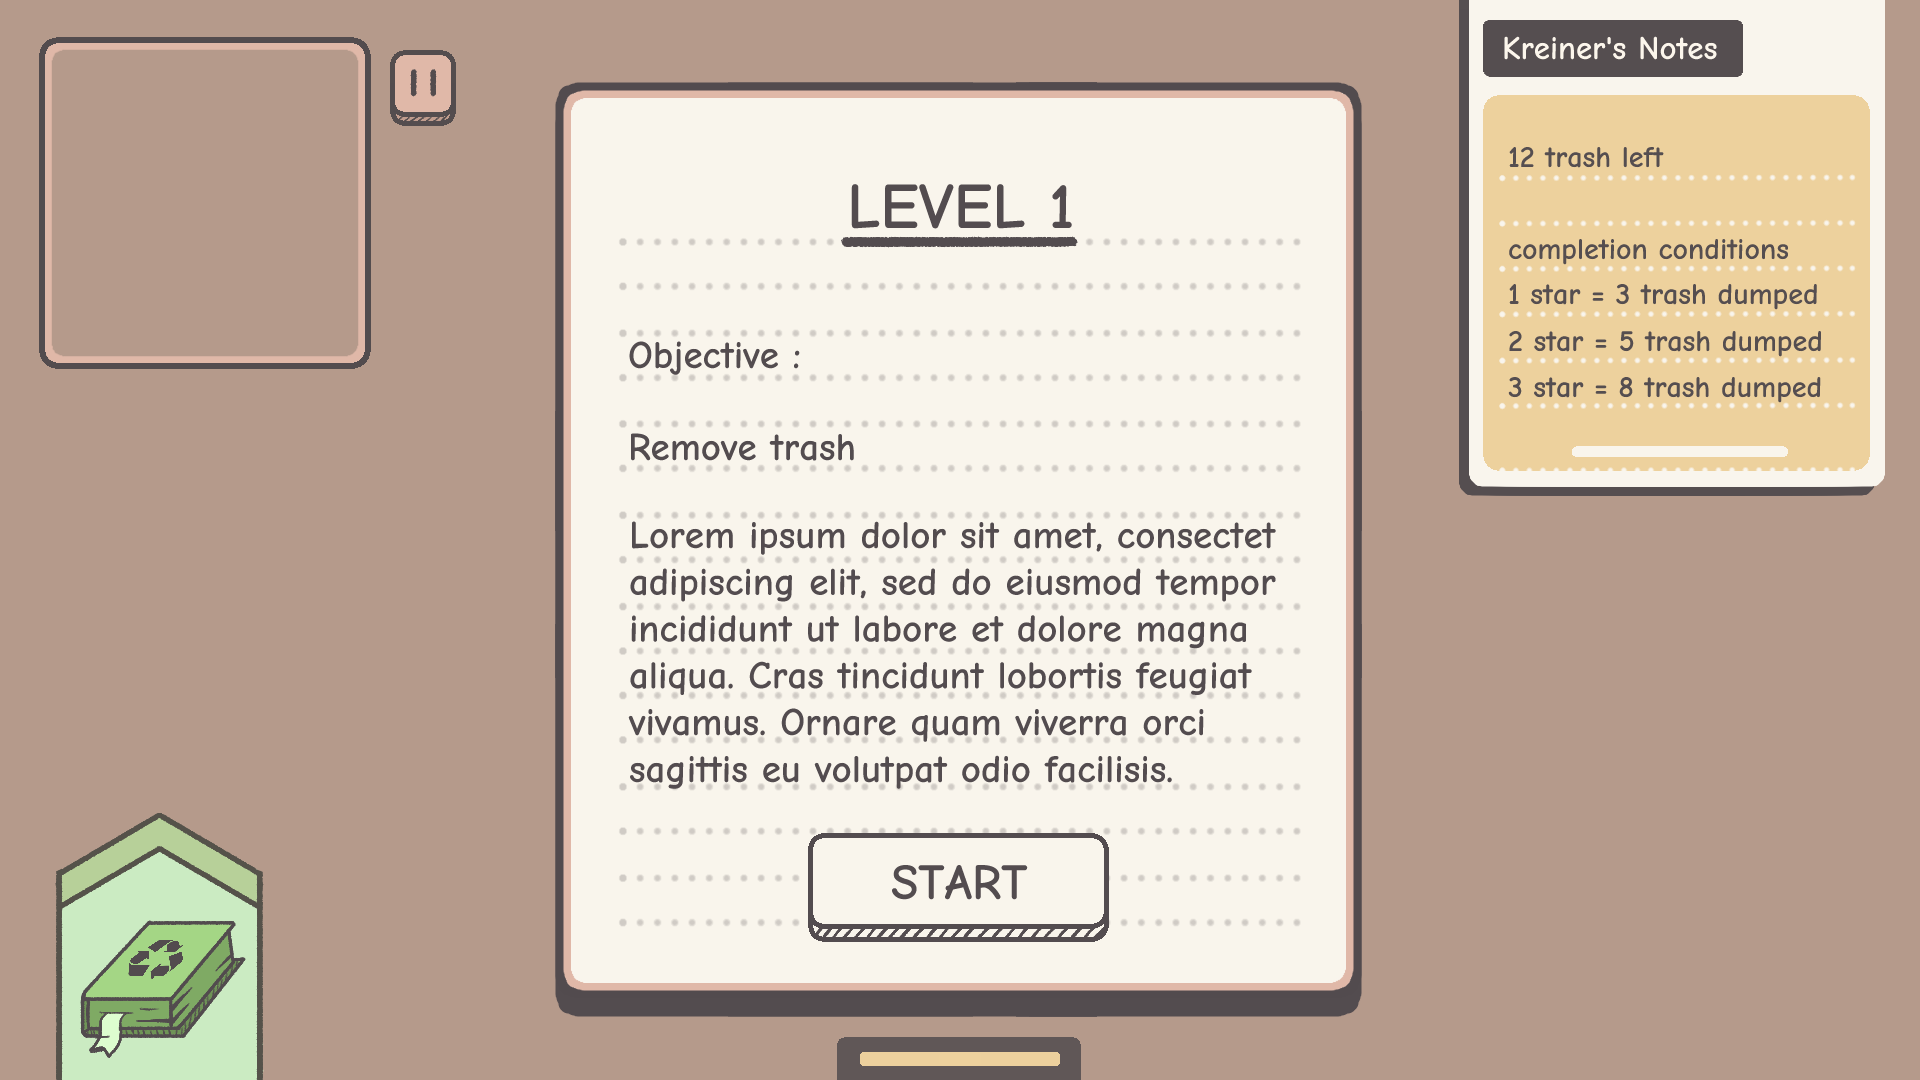 Kreiner's Notes
12 trash left
completion conditions
1 star = 3 trash dumped
2 star = 5 trash dumped
3 star = 8 trash dumped
LEVEL 1
Objective :
Remove trash
Lorem ipsum dolor sit amet, consectet
adipiscing elit, sed do eiusmod tempor
incididunt ut labore et dolore magna
aliqua. Cras tincidunt lobortis feugiat
vivamus. Ornare quam viverra orci
sagittis eu volutpat odio facilisis.
START